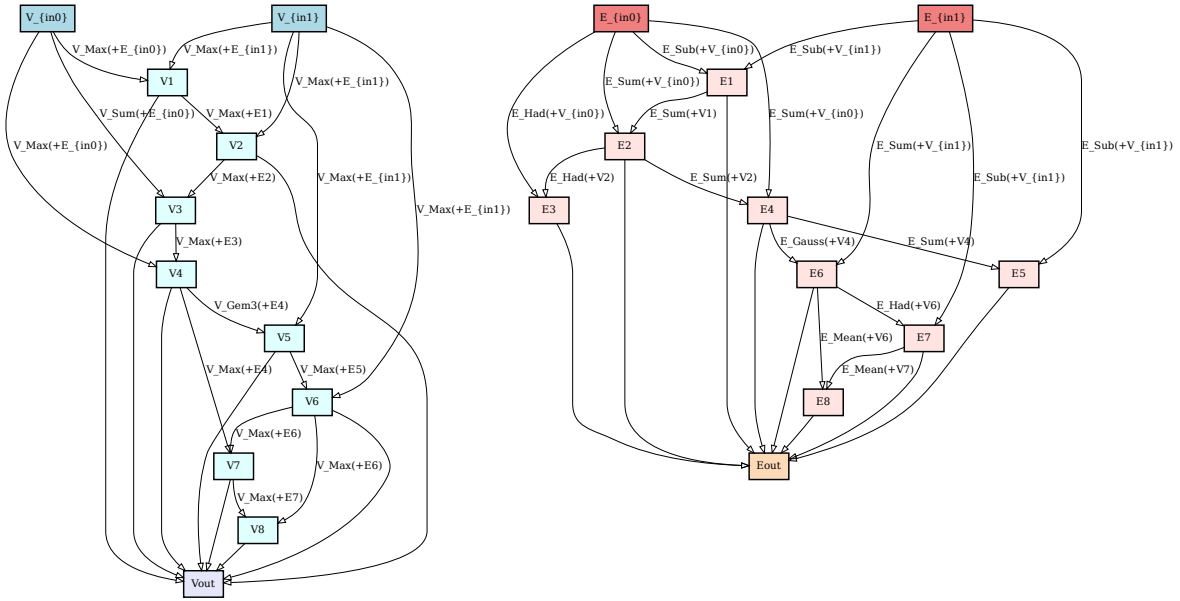 V_{in0}
V_{in1}
E_{in0}
E_{in1}
V_Max(+E_{in0})
V_Max(+E_{in1})
E_Sub(+V_{in0})
E_Sub(+V_{in1})
V1
V_Max(+E_{in1})
E_Sum(+V_{in0})
E1
V_Sum(+E_{in0})
V_Max(+E1)
E_Had(+V_{in0})
E_Sum(+V1)
E_Sum(+V_{in0})
V_Max(+E_{in0})
V2
E2
E_Sum(+V_{in1})
E_Sub(+V_{in1})
V_Max(+E2)
V_Max(+E_{in1})
E_Had(+V2)
E_Sum(+V2)
E_Sub(+V_{in1})
V3
V_Max(+E_{in1})
E3
E4
V_Max(+E3)
E_Gauss(+V4)
E_Sum(+V4)
V4
E6
E5
V_Gem3(+E4)
E_Had(+V6)
V5
E_Mean(+V6)
E7
V_Max(+E4)
V_Max(+E5)
E_Mean(+V7)
V6
E8
V_Max(+E6)
V7
V_Max(+E6)
Eout
V_Max(+E7)
V8
Vout